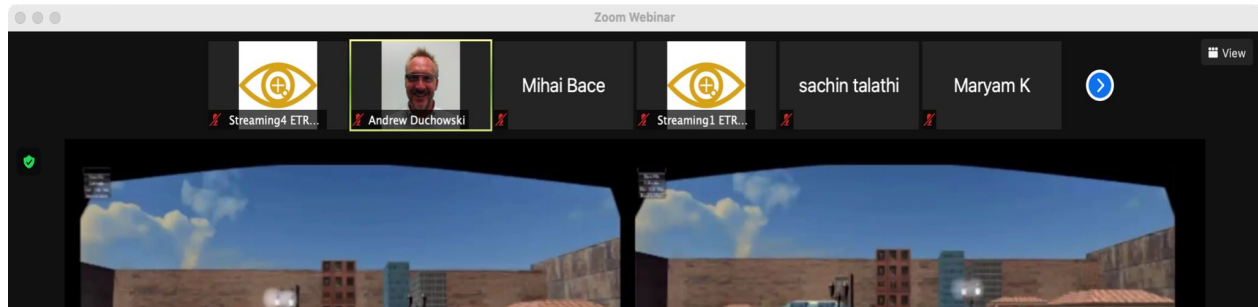 Zoom Webinar
View
Mihai Bace
sachin talathi
Maryam K
Streaming4 ETR...
Andrew Duchowski
Streaming1 ETR...